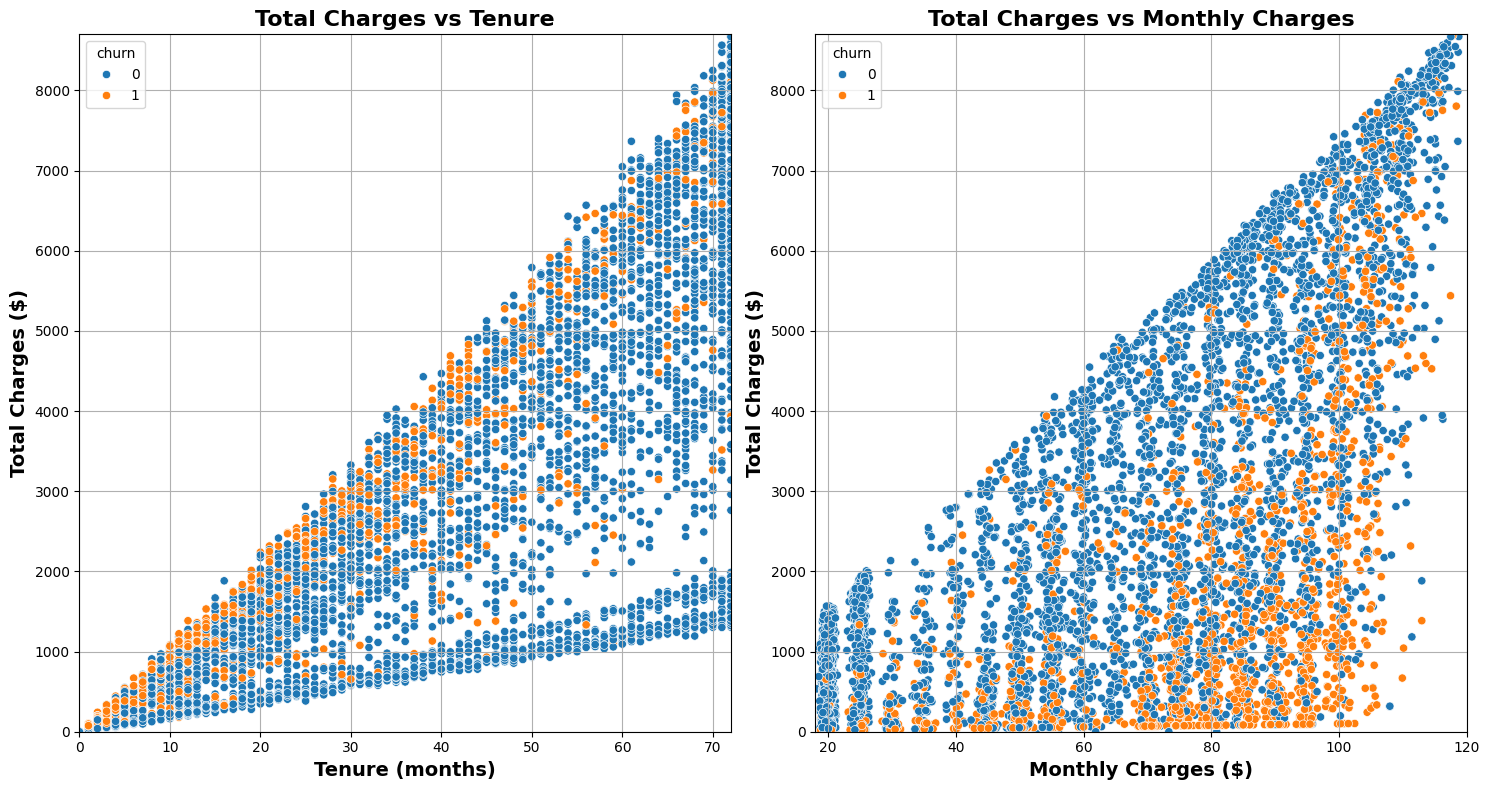 Total Charges vs Tenure
churn
0
1
8000
7000
6000
5000
4000
3000
2000
1000
0
Total Charges ($)
0 10 20 30 40 50 60 70
Tenure (months)
Total Charges vs Monthly Charges
churn
0
1
8000
7000
6000
5000
4000
3000
2000
1000
0
Total Charges ($)
20 40 60 80 100 120
Monthly Charges ($)